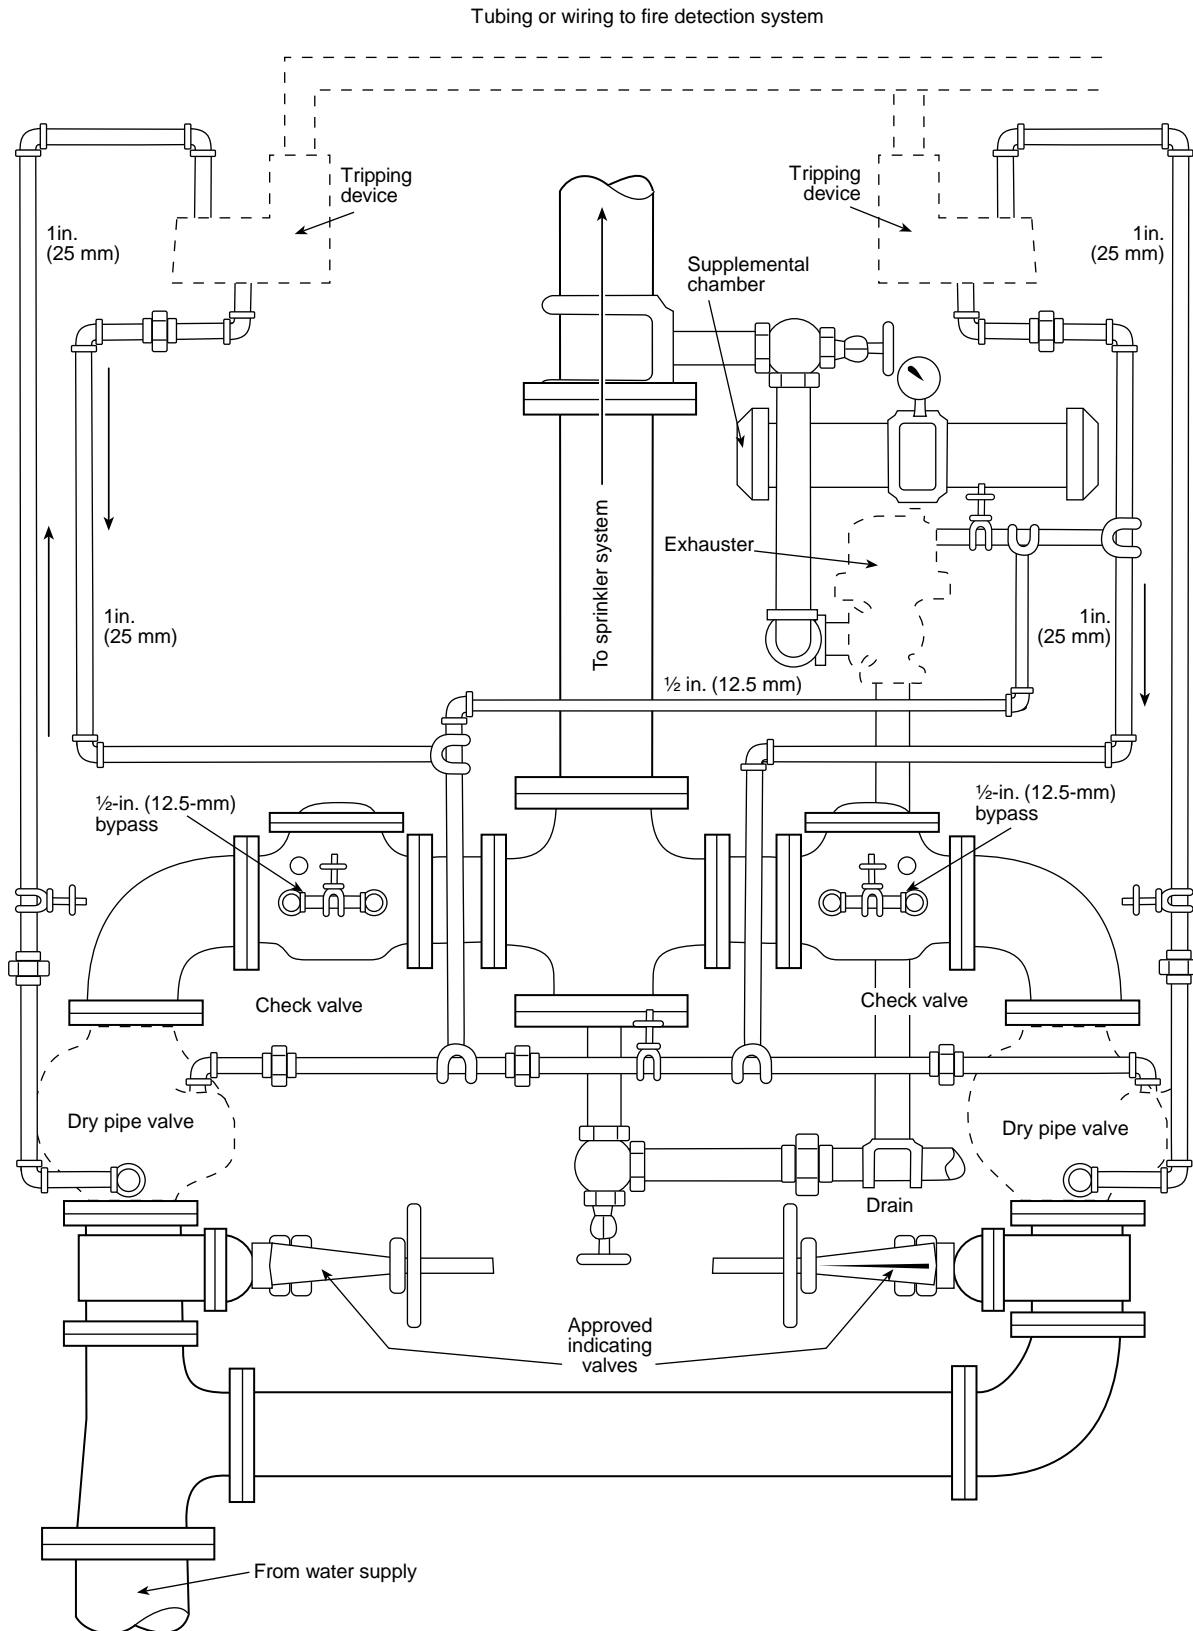 Tubing or wiring to fire detection system
Tripping
device
Tripping
device
1in.
(25 mm)
1in.
(25 mm)
Supplemental
chamber
To sprinkler system
Exhauster
1in.
(25 mm)
1in.
(25 mm)
½ in. (12.5 mm)
½-in. (12.5-mm)
bypass
½-in. (12.5-mm)
bypass
Check valve
Check valve
Dry pipe valve
Dry pipe valve
Drain
Approved
indicating
valves
From water supply